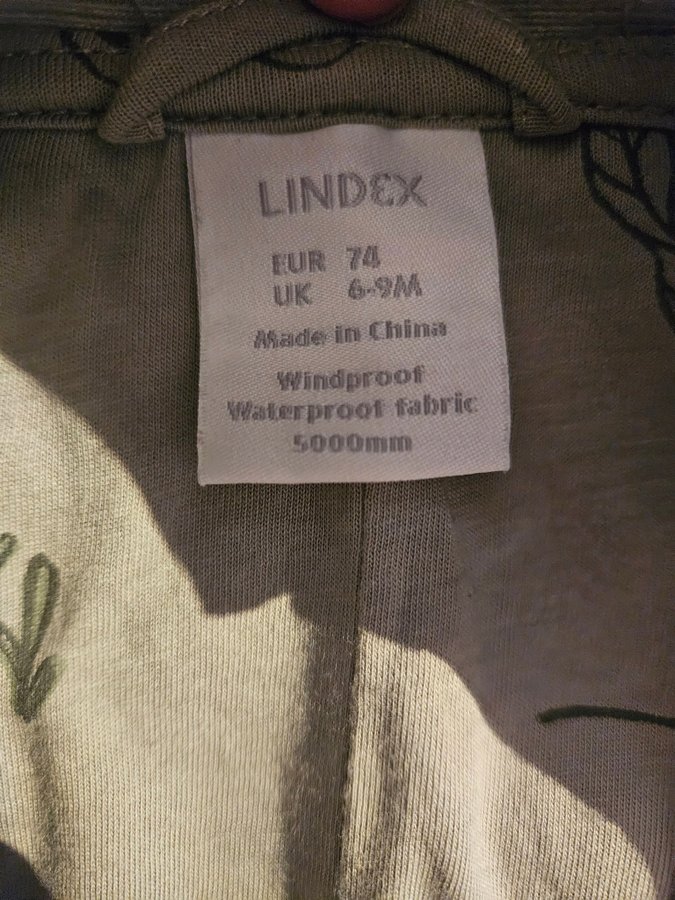 LINDEX
EUR 74
UK 6-9M
Made in China
Windproof
Waterproof fabric
5000mm